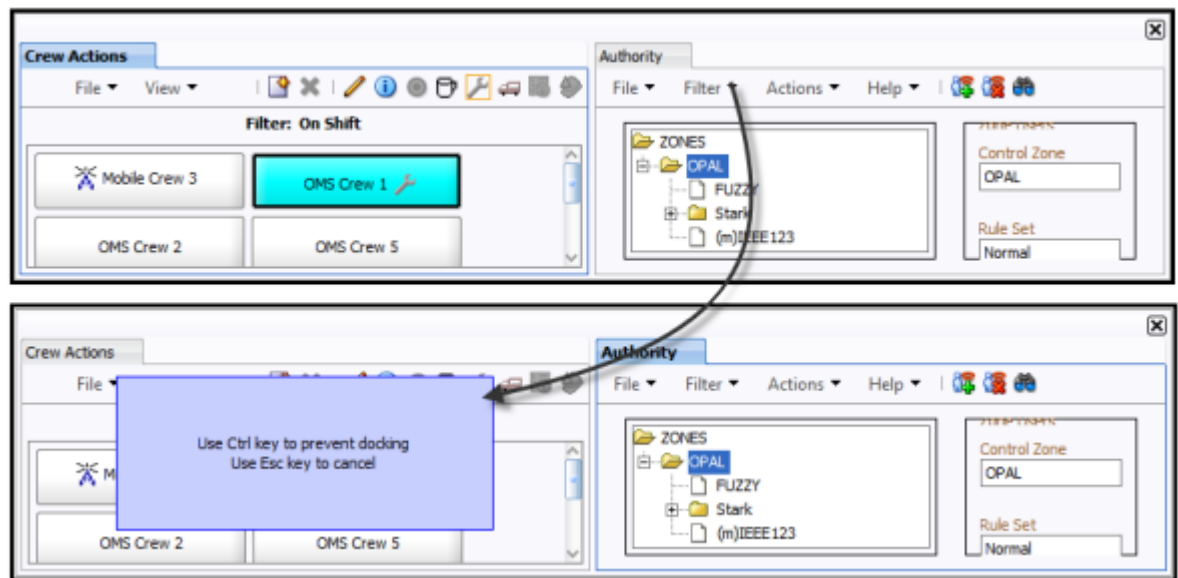 Crew Actions
Authority
File View
File Filter Actions Help
Filter: On Shift
Mobile Crew 3
OMS Crew 1
OMS Crew 2
OMS Crew 5
ZONES
OPAL
FUZZY
Stark
(m)IEEE123
Control Zone
OPAL
Rule Set
Normal
Crew Actions
Authority
File
File Filter Actions Help
Use Ctrl key to prevent docking
Use Esc key to cancel
M
OMS Crew 2
OMS Crew 5
ZONES
OPAL
FUZZY
Stark
(m)IEEE123
Control Zone
OPAL
Rule Set
Normal